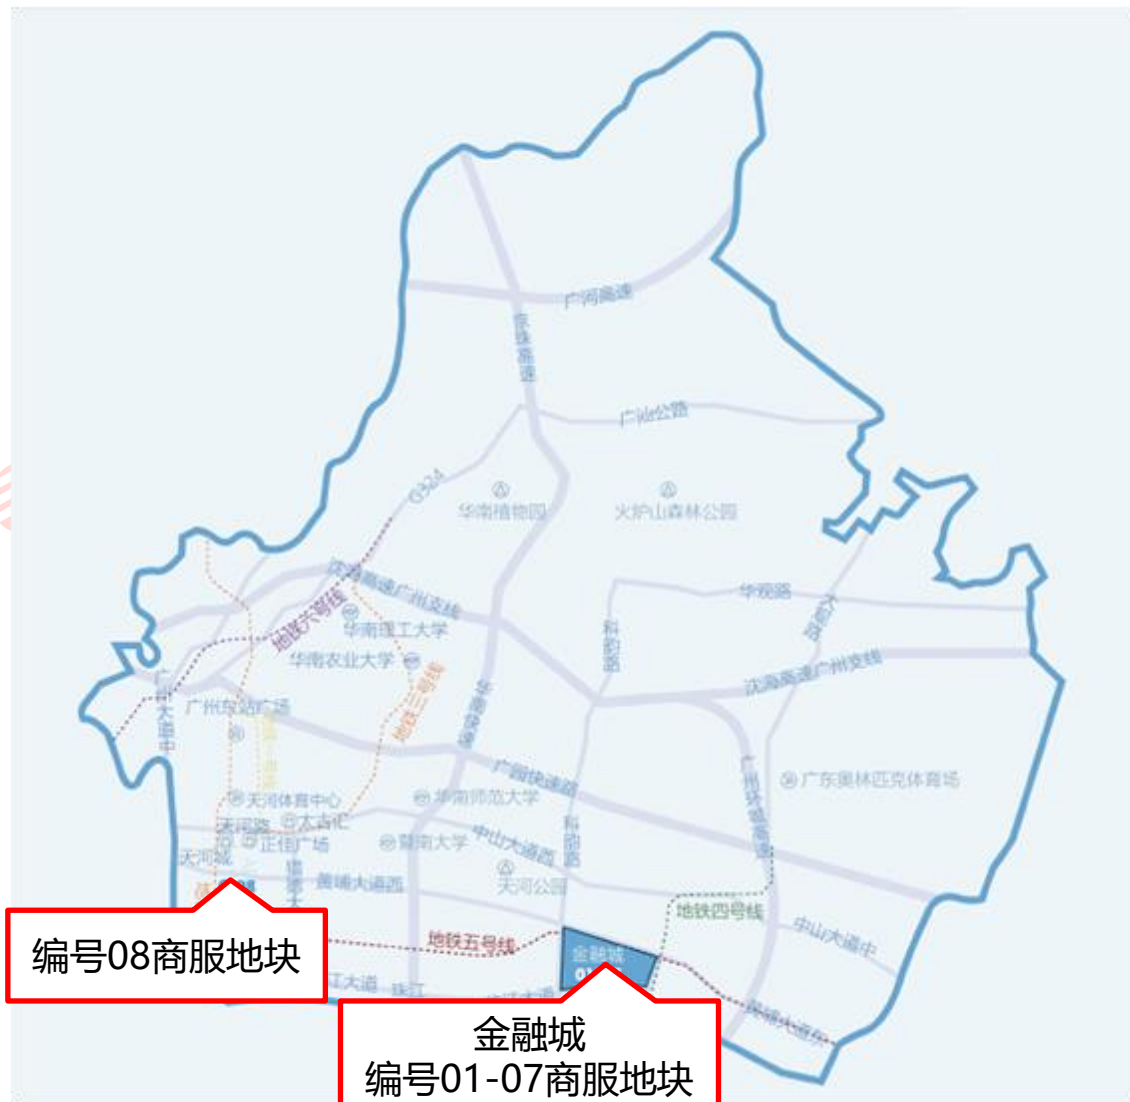 广河高速
京珠高速
广汕公路
G324
华南植物园
火炉山森林公园
沈海高速广州支线
地铁六号线
华南理工大学
华观路
大观路
科韵路
华南农业大学
沈海高速广州支线
地铁三号线
广州大道中
广州东站广场
华南快速
广园快速路
广州环城高速
广东奥林匹克体育场
天河体育中心
华南师范大学
天河路
太古汇
科韵路
正佳广场
暨南大学
中山大道西
天河城
黄埔大道西
天河公园
地铁四号线
中山大道中
地铁五号线
编号08商服地块
金融城
江大道
珠江
黄埔大道东
金融城
编号01-07商服地块